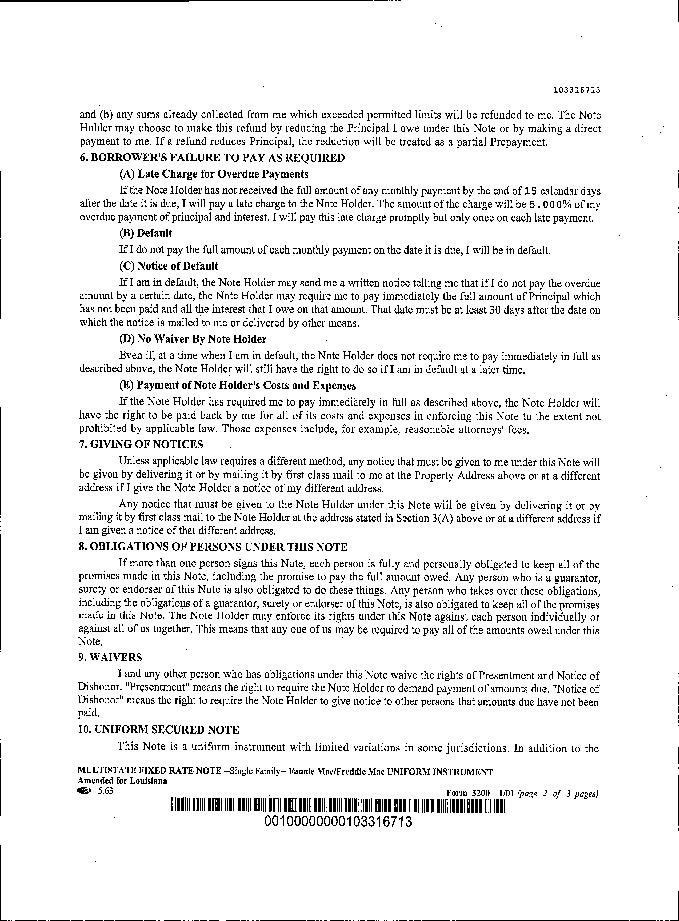 103316713
and (b) any sums already collected from me which exceeded permitted limits will be refunded to me. The Note
Holder may choose to make this refund by reducing the Principal I owe under this Note or by making a direct
payment to me. If a refund reduces Principal, the reduction will be treated as a partial Prepayment.
6. BORROWER'S FAILURE TO PAY AS REQUIRED
(A) Late Charge for Overdue Payments
If the Note Holder has not received the full amount of any monthly payment by the end of 15 calendar days
after the date it is due, I will pay a late charge to the Note Holder. The amount of the charge will be 5.000% of my
overdue payment of principal and interest. I will pay this late charge promptly but only once on each late payment.
(B) Default
If I do not pay the full amount of each monthly payment on the date it is due, I will be in default.
(C) Notice of Default
If I am in default, the Note Holder may send me a written notice telling me that if I do not pay the overdue
amount by a certain date, the Note Holder may require me to pay immediately the full amount of Principal which
has not been paid and all the interest that I owe on that amount. That date must be at least 30 days after the date on
which the notice is mailed to me or delivered by other means.
(D) No Waiver By Note Holder
Even if, at a time when I am in default, the Note Holder does not require me to pay immediately in full as
described above, the Note Holder will still have the right to do so if I am in default at a later time.
(E) Payment of Note Holder's Costs and Expenses
If the Note Holder has required me to pay immediately in full as described above, the Note Holder will
have the right to be paid back by me for all of its costs and expenses in enforcing this Note to the extent not
prohibited by applicable law. Those expenses include, for example, reasonable attorneys' fees.
7. GIVING OF NOTICES
Unless applicable law requires a different method, any notice that must be given to me under this Note will
be given by delivering it or by mailing it by first class mail to me at the Property Address above or at a different
address if I give the Note Holder a notice of my different address.
Any notice that must be given to the Note Holder under this Note will be given by delivering it or by
mailing it by first class mail to the Note Holder at the address stated in Section 3(A) above or at a different address if
I am given a notice of that different address.
8. OBLIGATIONS OF PERSONS UNDER THIS NOTE
If more than one person signs this Note, each person is fully and personally obligated to keep all of the
promises made in this Note, including the promise to pay the full amount owed. Any person who is a guarantor,
surety or endorser of this Note is also obligated to do these things. Any person who takes over these obligations,
including the obligations of a guarantor, surety or endorser of this Note, is also obligated to keep all of the promises
made in this Note. The Note Holder may enforce its rights under this Note against each person individually or
against all of us together. This means that any one of us may be required to pay all of the amounts owed under this
Note.
9. WAIVERS
I and any other person who has obligations under this Note waive the rights of Presentment and Notice of
Dishonor. "Presentment" means the right to require the Note Holder to demand payment of amounts due. "Notice of
Dishonor" means the right to require the Note Holder to give notice to other persons that amounts due have not been
paid.
10. UNIFORM SECURED NOTE
This Note is a uniform instrument with limited variations in some jurisdictions. In addition to the
MULTISTATE FIXED RATE NOTE –Single Family– Fannie Mae/Freddie Mac UNIFORM INSTRUMENT
Amended for Louisiana
5.63
Form 3200 1/01 (page 2 of 3 pages)
00100000000103316713